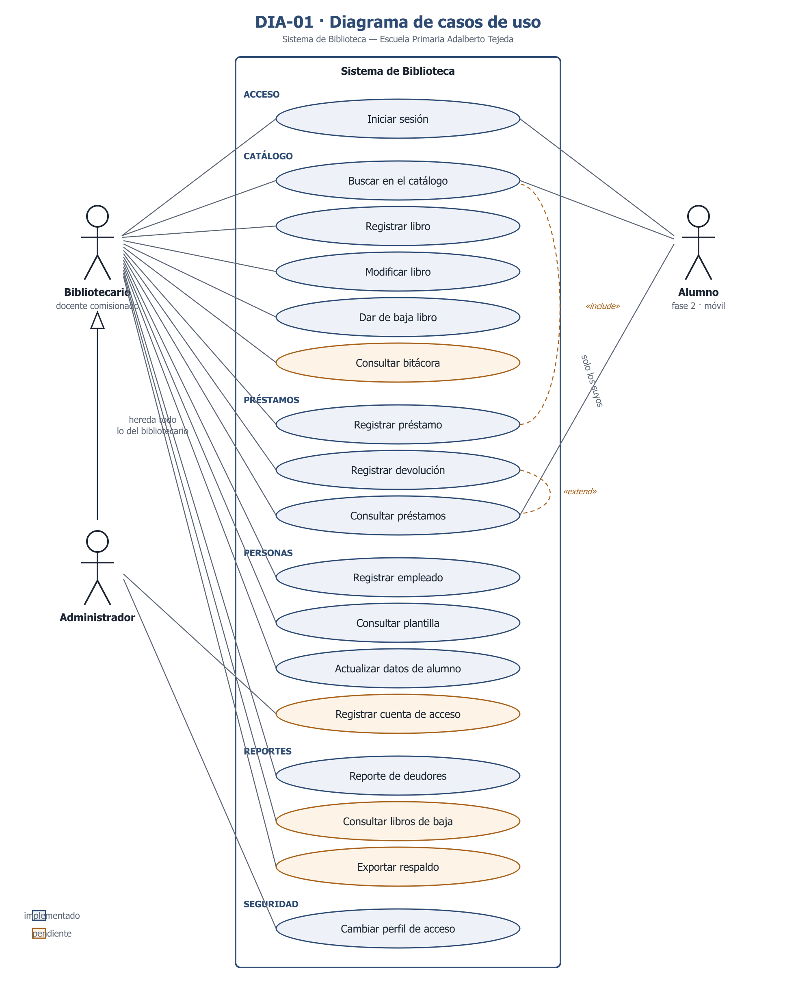 DIA-01 · Diagrama de casos de uso
Sistema de Biblioteca — Escuela Primaria Adalberto Tejeda
Sistema de Biblioteca
ACCESO
Iniciar sesión
CATÁLOGO
Buscar en el catálogo
Registrar libro
Modificar libro
Bibliotecario
docente comisionado
Alumno
fase 2 · móvil
«include»
Dar de baja libro
Consultar bitácora
solo los suyos
PRÉSTAMOS
hereda todo
lo del bibliotecario
Registrar préstamo
Registrar devolución
«extend»
Consultar préstamos
PERSONAS
Registrar empleado
Administrador
Consultar plantilla
Actualizar datos de alumno
Registrar cuenta de acceso
REPORTES
Reporte de deudores
Consultar libros de baja
Exportar respaldo
SEGURIDAD
implementado
pendiente
Cambiar perfil de acceso